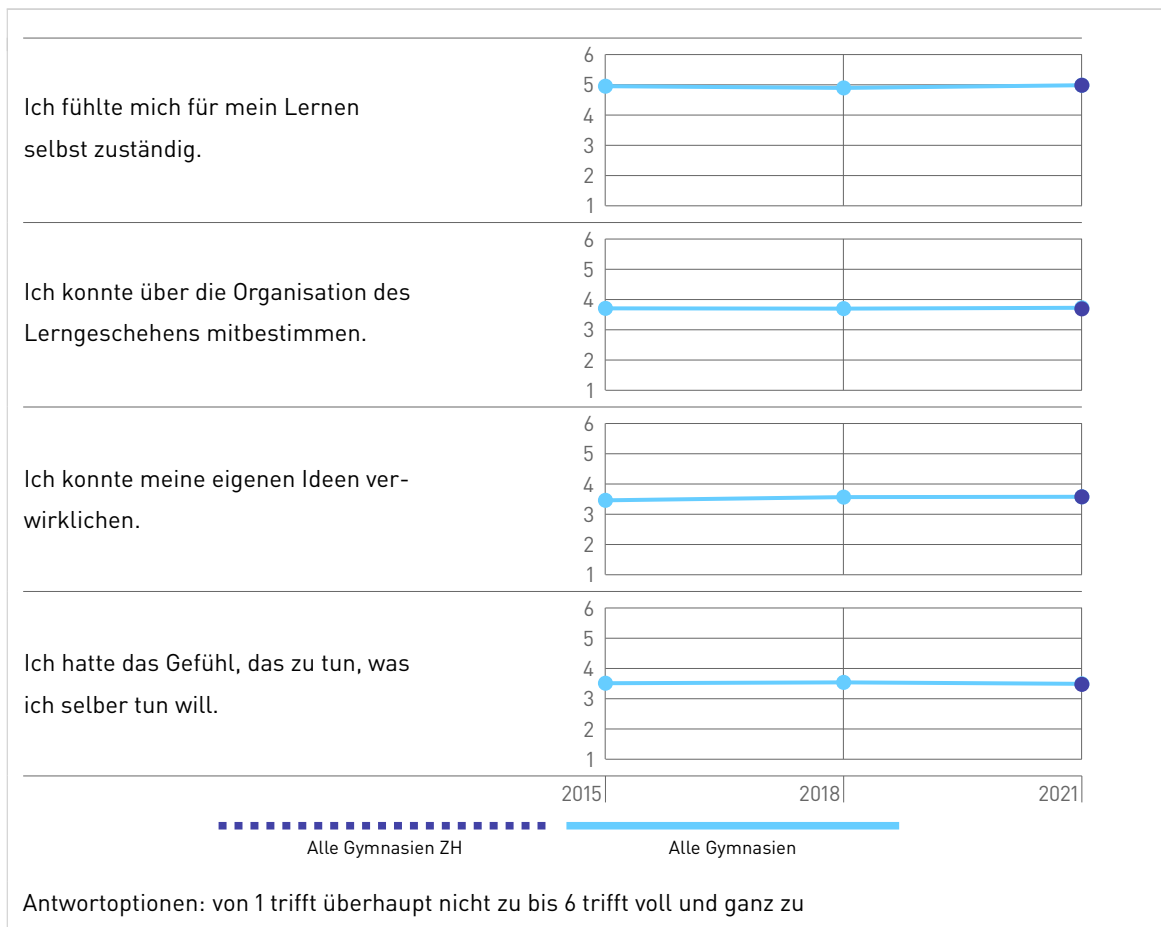 6
5
4
3
2
1
Ich fühlte mich für mein Lernen
selbst zuständig.
6
5
4
3
2
1
Ich konnte über die Organisation des
Lerngeschehens mitbestimmen.
6
5
4
3
2
1
Ich konnte meine eigenen Ideen ver-
wirklichen.
6
5
4
3
2
1
Ich hatte das Gefühl, das zu tun, was
ich selber tun will.
2015 2018 2021
Alle Gymnasien ZH Alle Gymnasien
Antwortoptionen: von 1 trifft überhaupt nicht zu bis 6 trifft voll und ganz zu